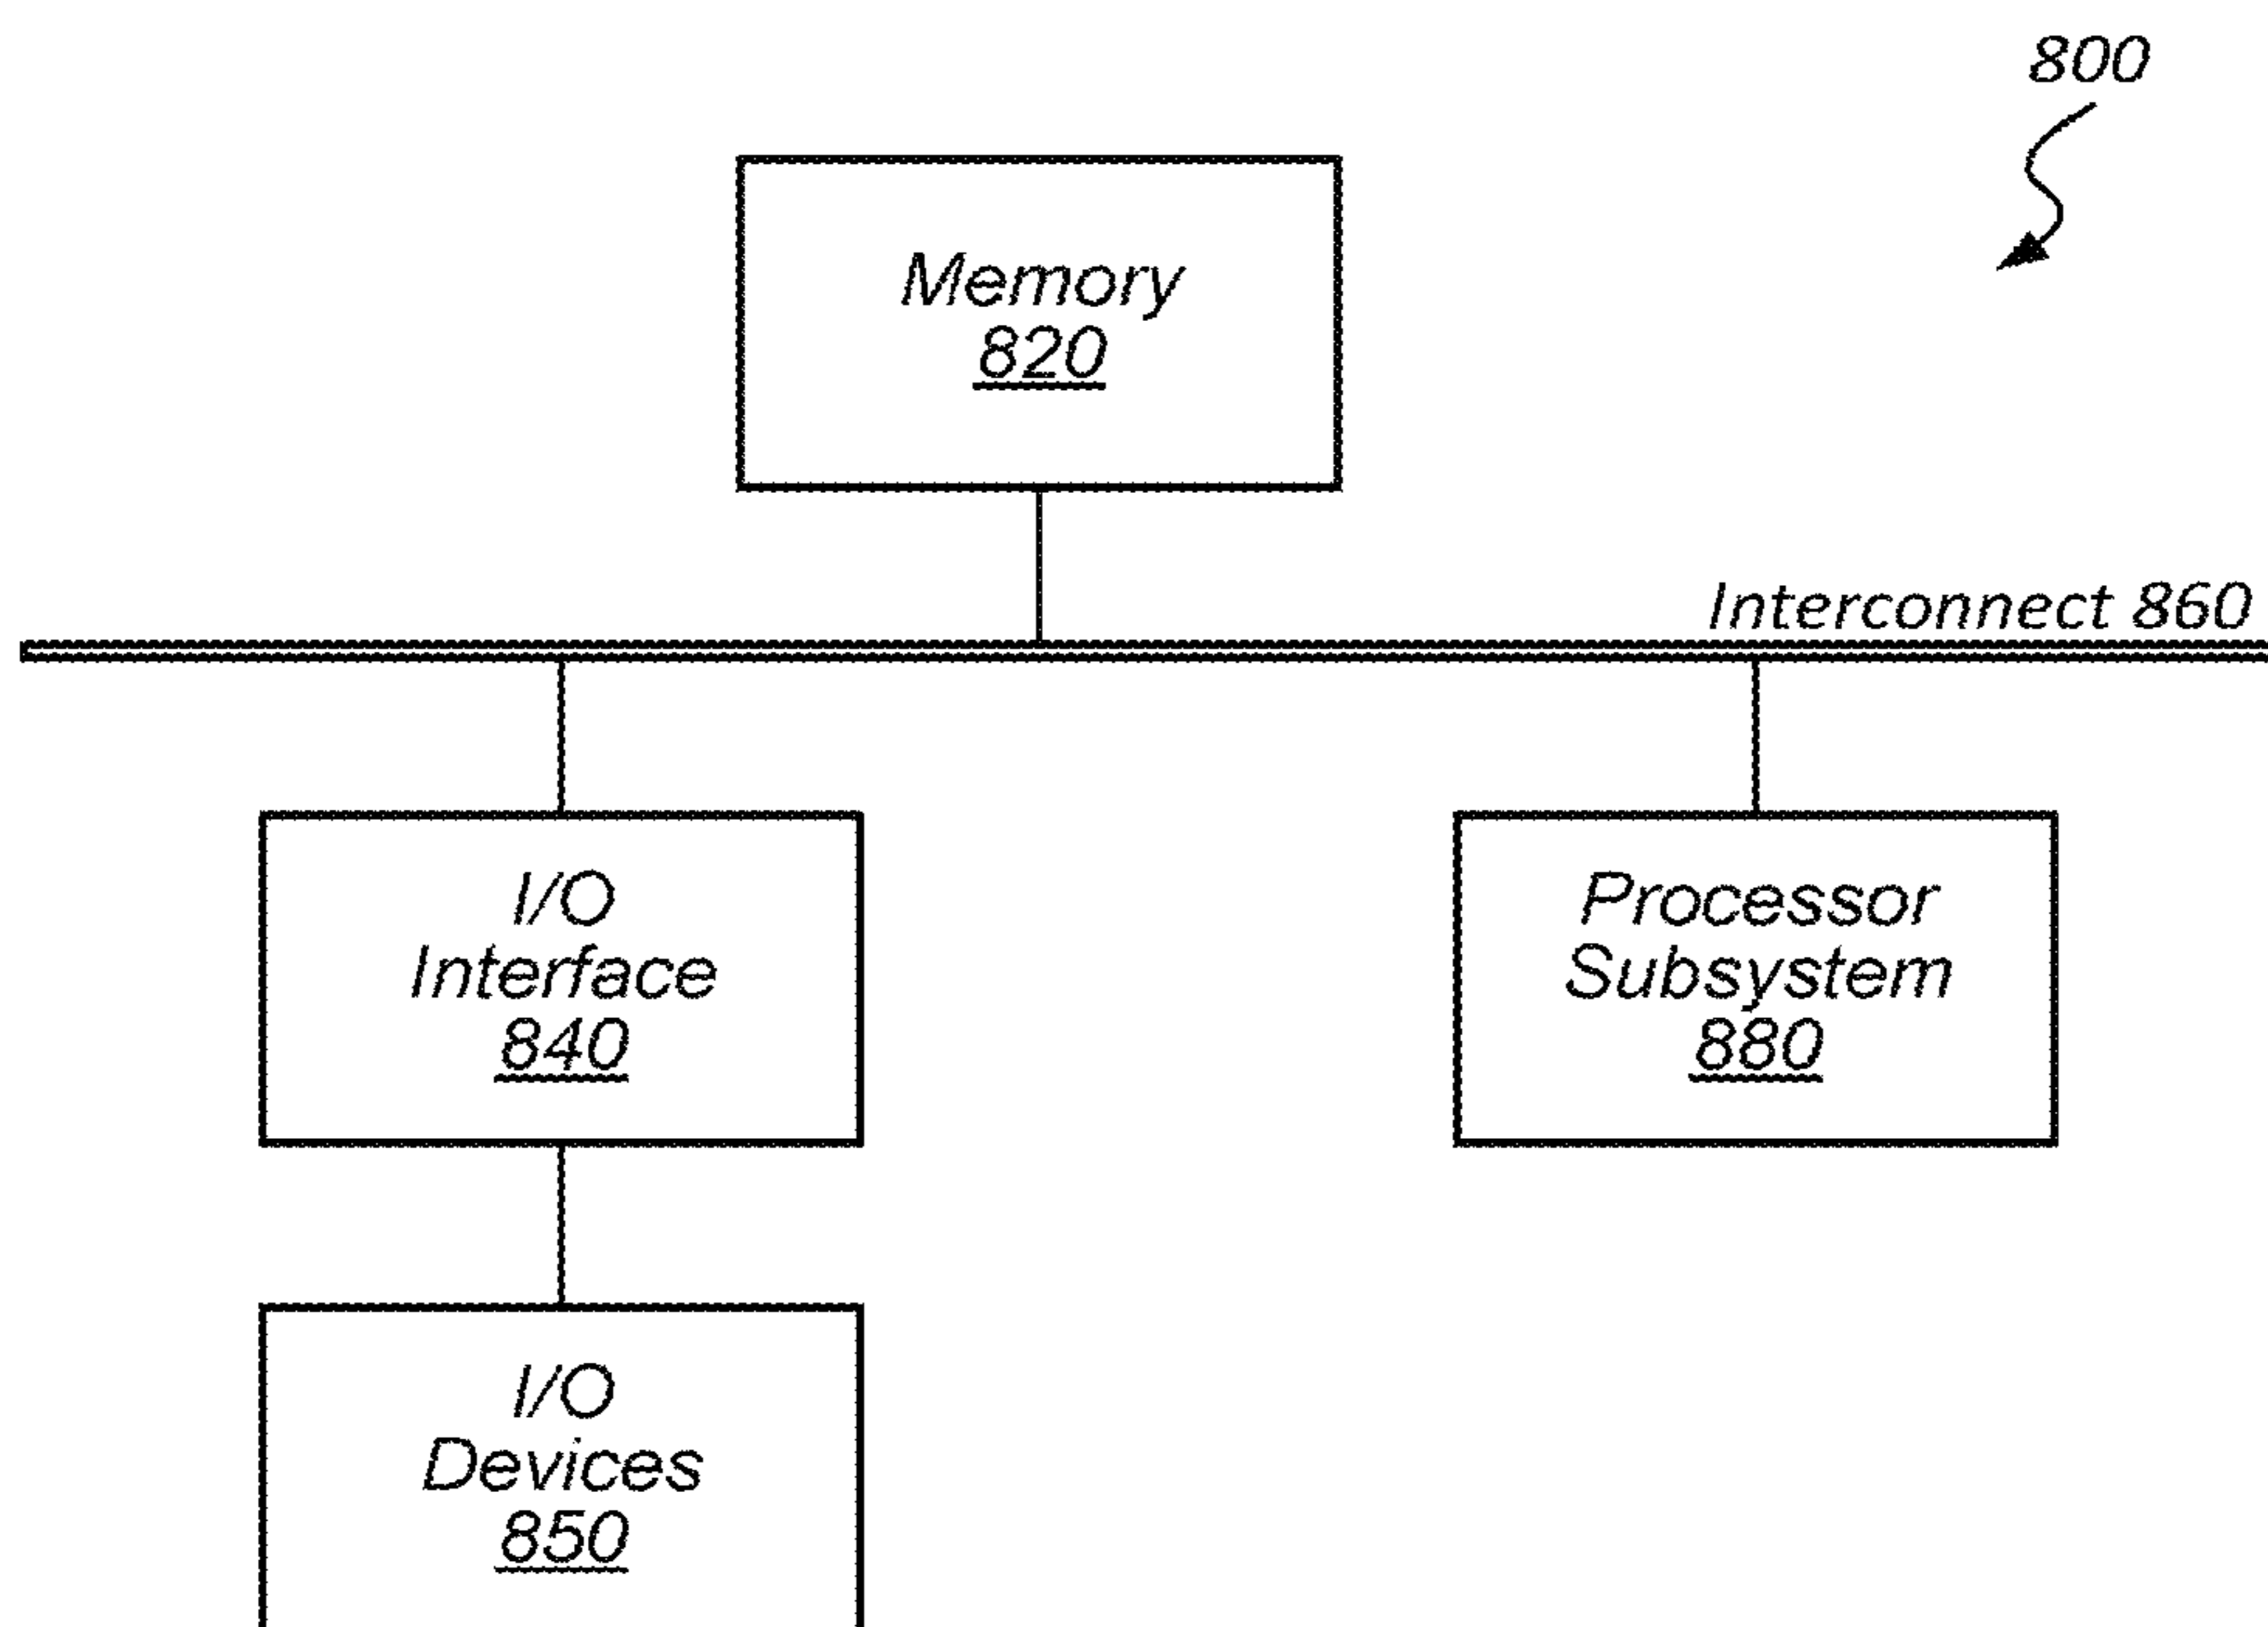 800
Memory
820
Interconnect 860
I/O
Interface
840
Processor
Subsystem
880
I/O
Devices
850